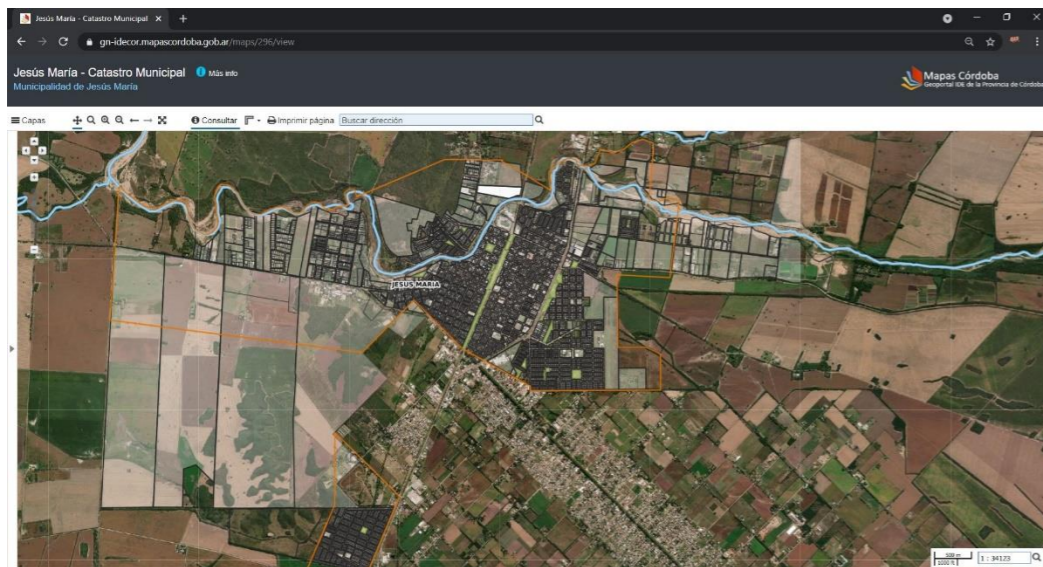 Jesús María - Catastro Municipal
gn-idecor.mapascordoba.gob.ar/maps/296/view
Jesús María - Catastro Municipal Más info
Municipalidad de Jesús María
Mapas Córdoba
Geoportal IDE de la Provincia de Córdoba
Capas Consultar Imprimir página Buscar dirección
JESUS MARIA
500 m
1000 ft
1 : 34123